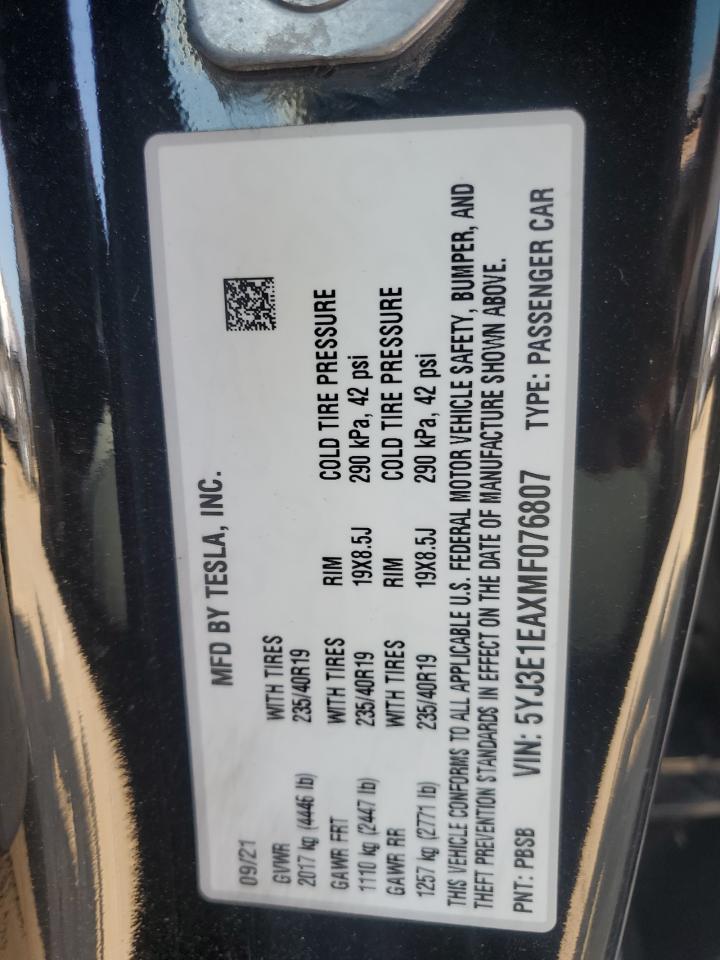 MFD BY TESLA, INC.
09/21
GVWR WITH TIRES
2017 kg (4446 lb) 235/40R19
GAWR FRT WITH TIRES RIM COLD TIRE PRESSURE
1110 kg (2447 lb) 235/40R19 19X8.5J 290 kPa, 42 psi
GAWR RR WITH TIRES RIM COLD TIRE PRESSURE
1257 kg (2771 lb) 235/40R19 19X8.5J 290 kPa, 42 psi
THIS VEHICLE CONFORMS TO ALL APPLICABLE U.S. FEDERAL MOTOR VEHICLE SAFETY, BUMPER, AND
THEFT PREVENTION STANDARDS IN EFFECT ON THE DATE OF MANUFACTURE SHOWN ABOVE.
PNT: PBSB VIN: 5YJ3E1EAXMF076807 TYPE: PASSENGER CAR